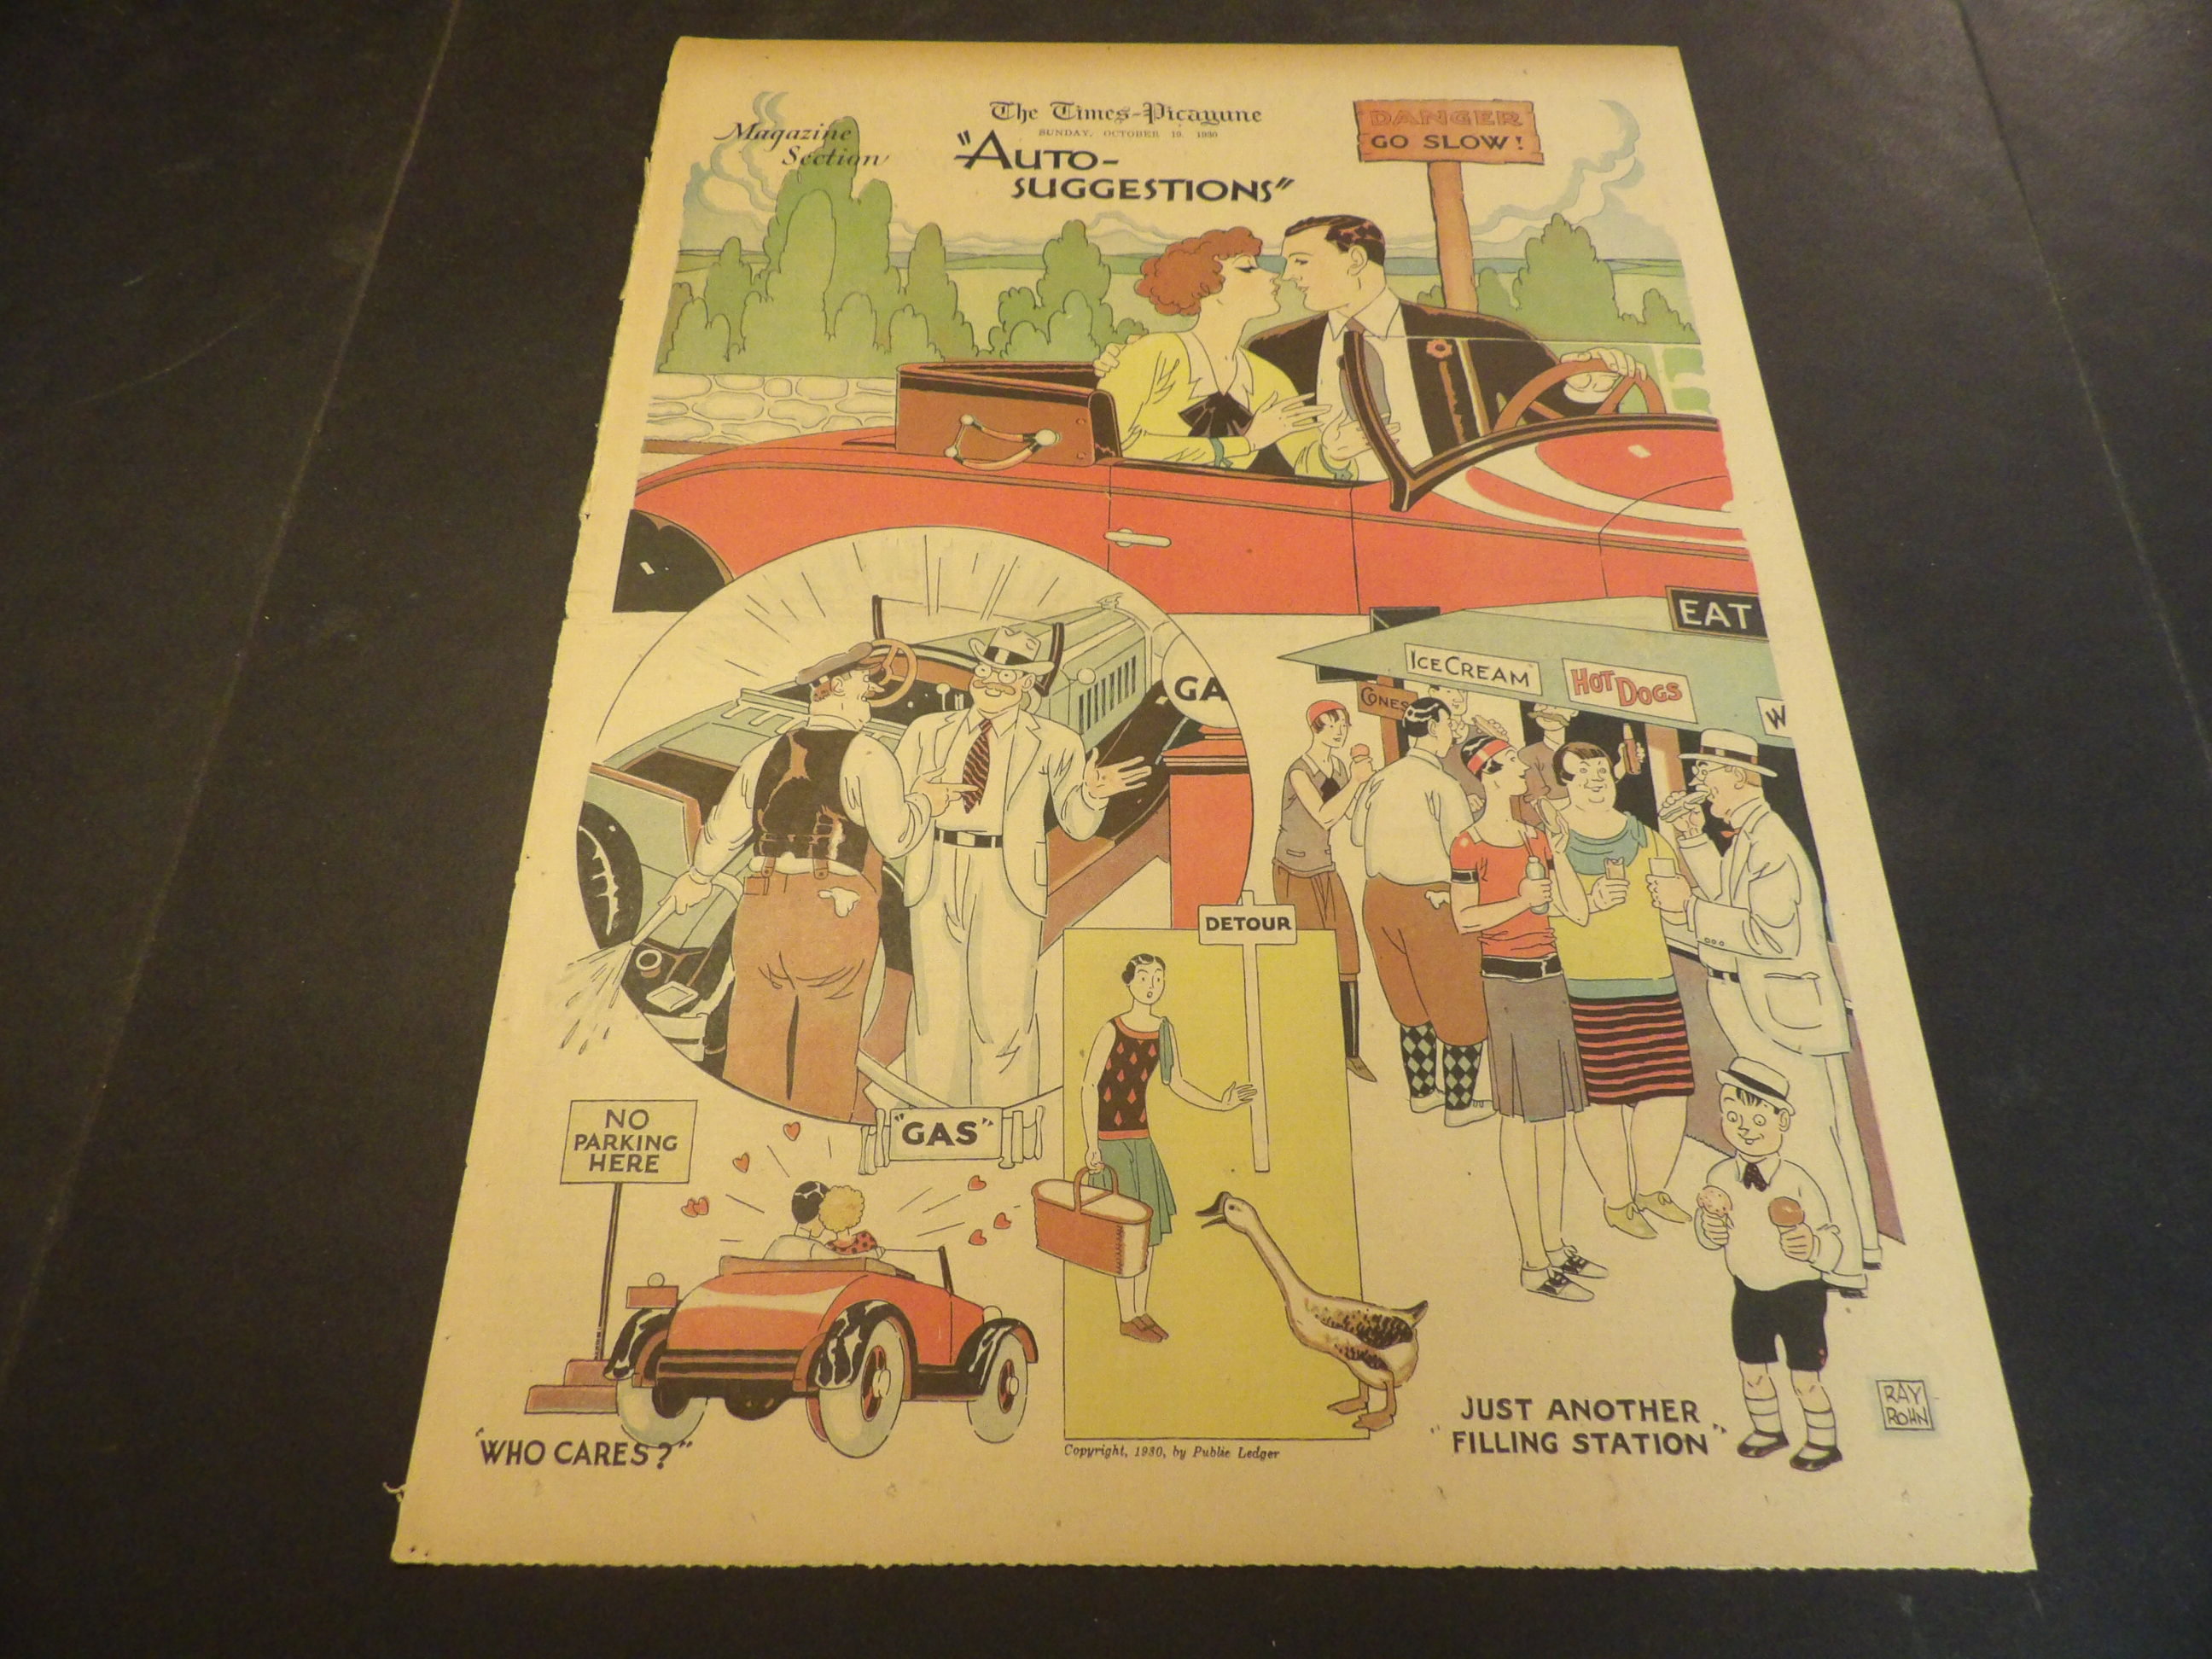 Magazine
Section
The Times-Picayune
SUNDAY, OCTOBER 19, 1930
"AUTO-
SUGGESTIONS"
DANGER
GO SLOW!
EAT
ICE CREAM
HOT DOGS
W
CONES
GA
DETOUR
"GAS"
NO
PARKING
HERE
"WHO CARES?"
Copyright, 1930, by Public Ledger
"JUST ANOTHER
FILLING STATION"
RAY
ROHN